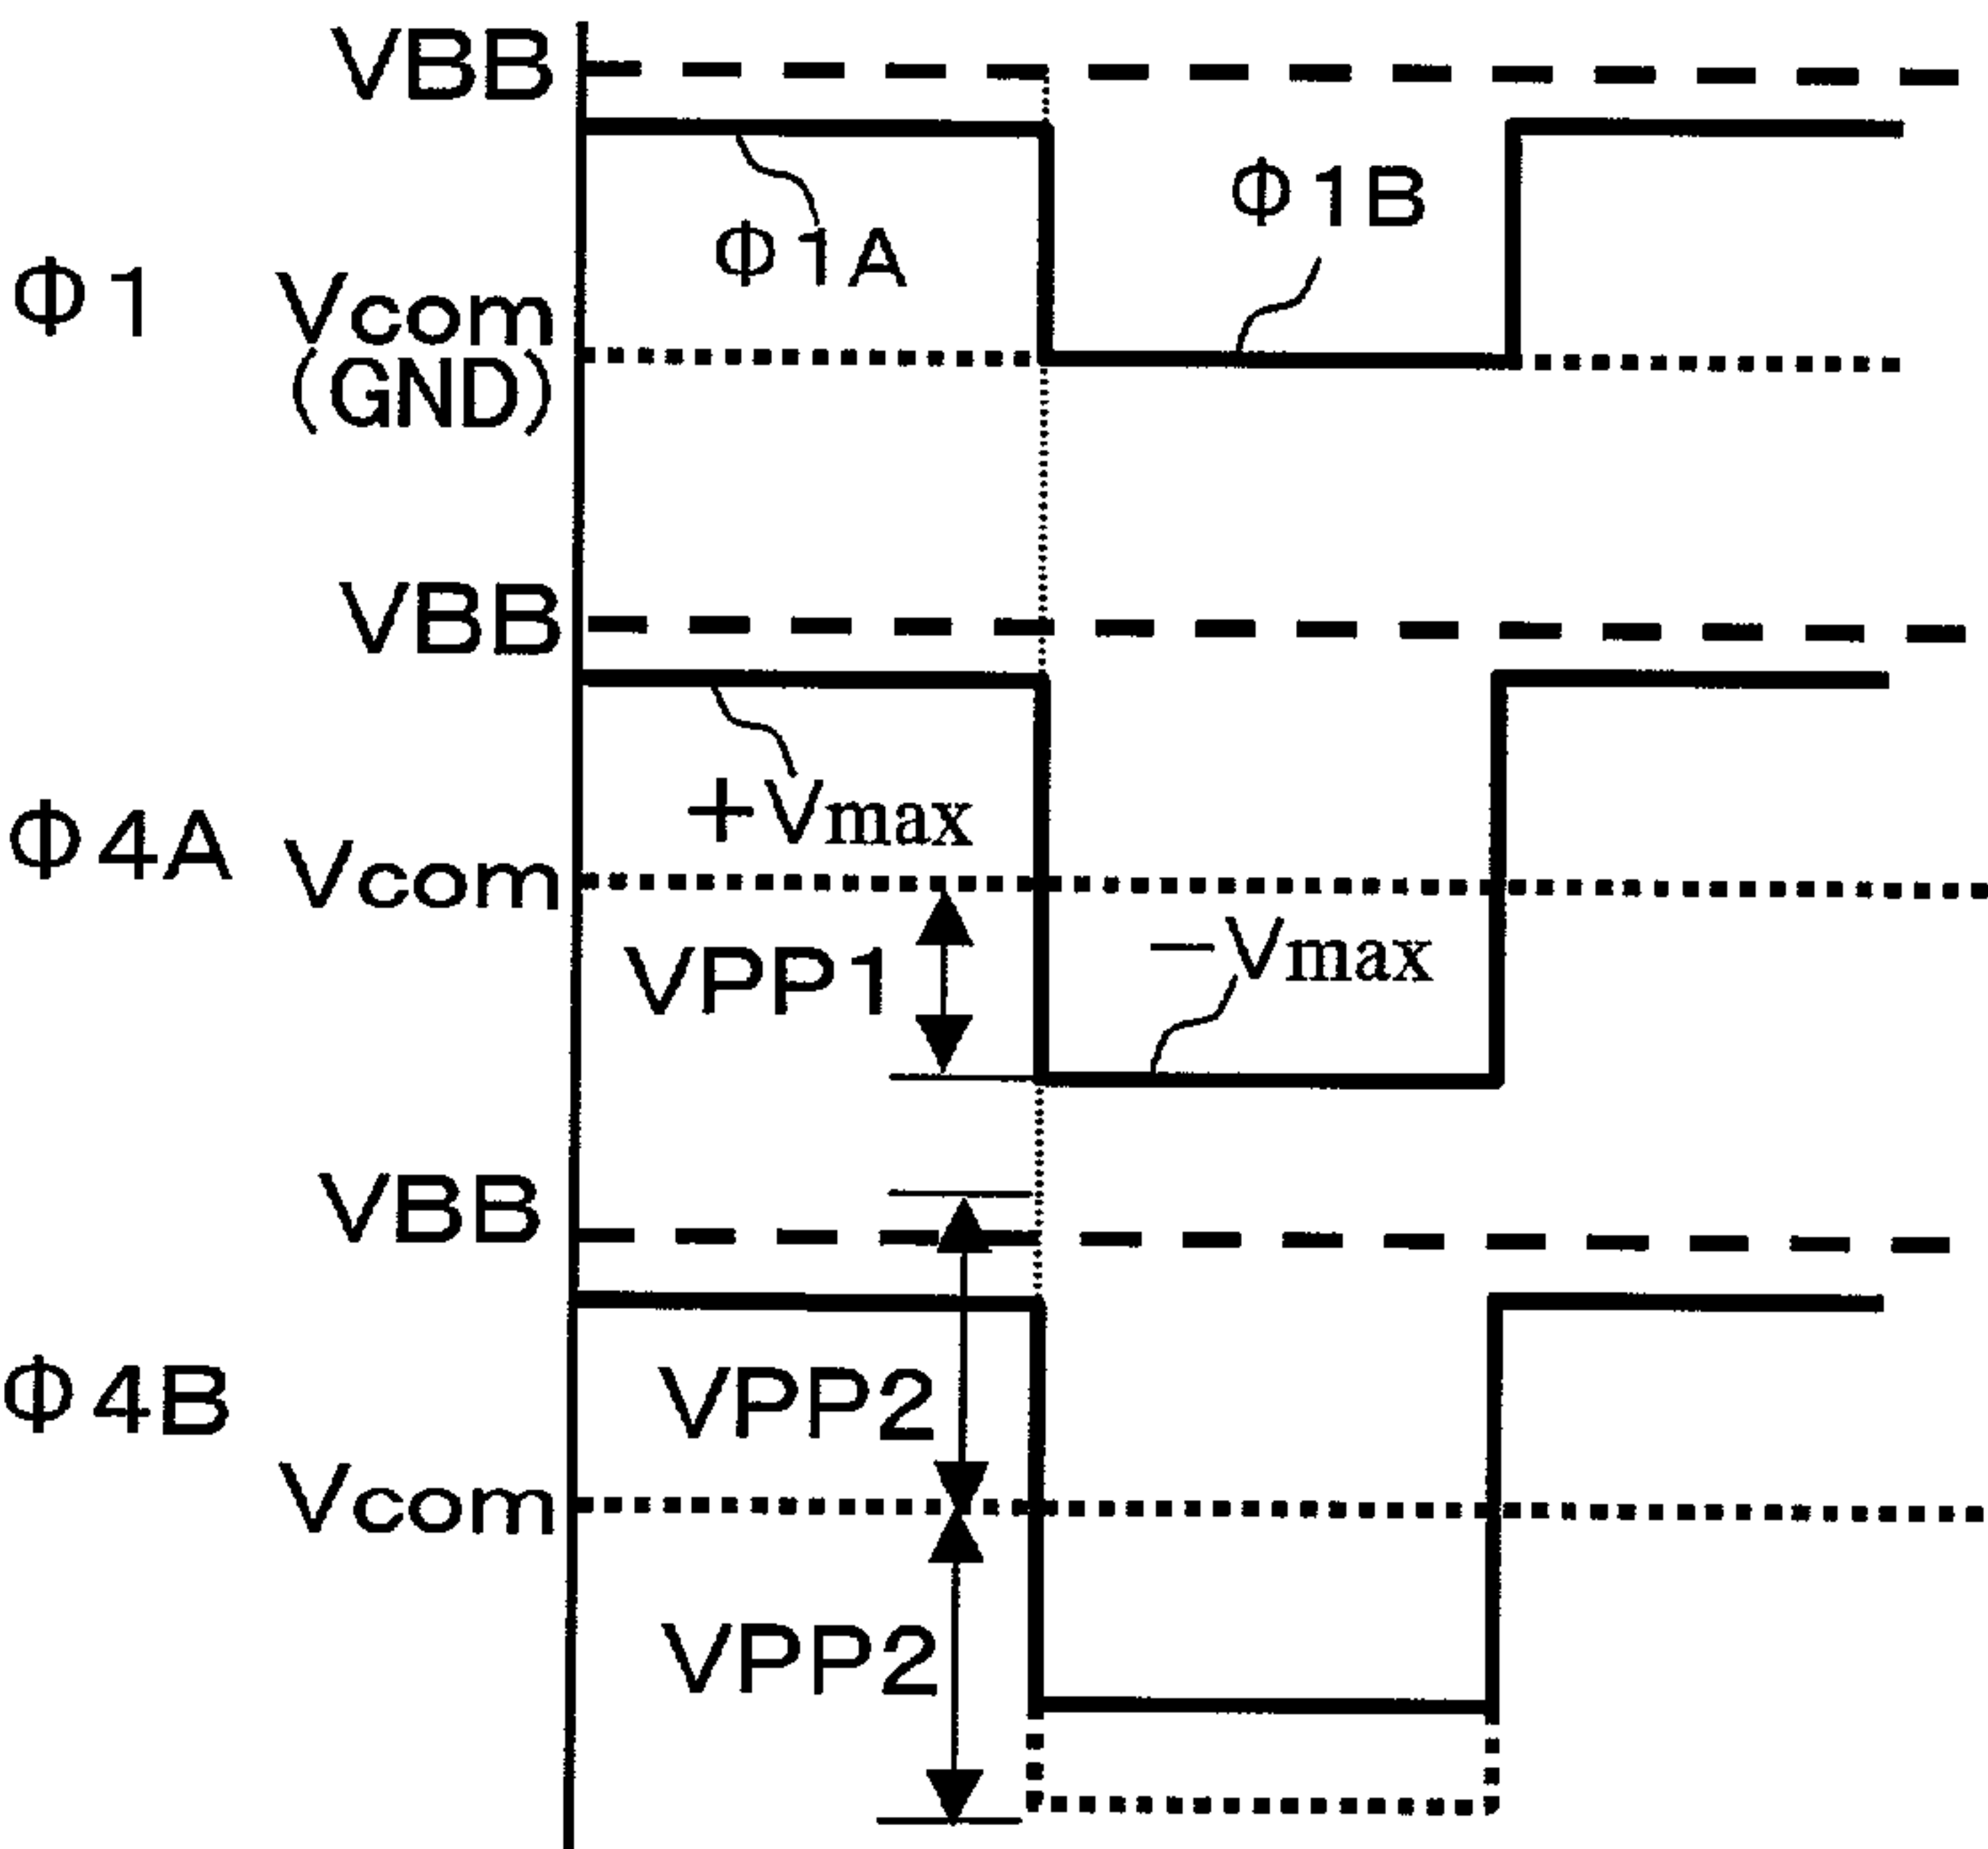 VBB
Φ1B
Φ1A
Φ1
Vcom
(GND)
VBB
+Vmax
Φ4A
Vcom
−Vmax
VPP1
VBB
VPP2
Φ4B
Vcom
VPP2